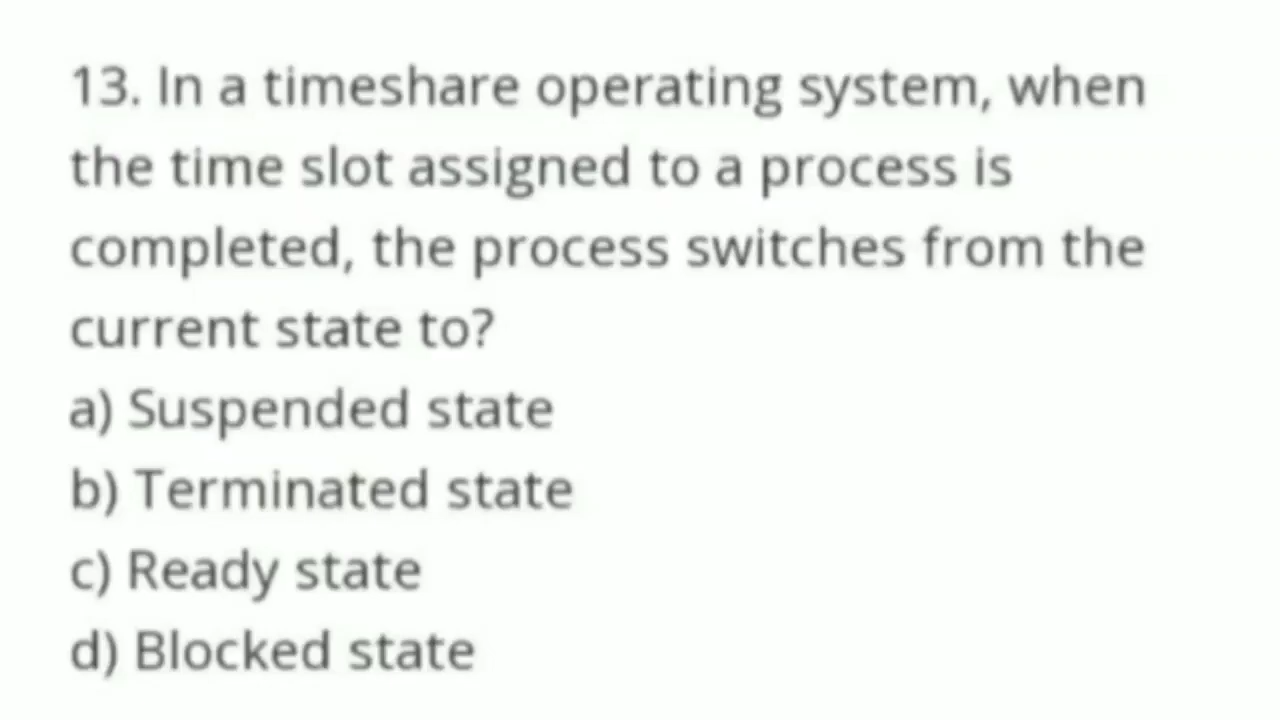 13. In a timeshare operating system, when
the time slot assigned to a process is
completed, the process switches from the
current state to?
a) Suspended state
b) Terminated state
c) Ready state
d) Blocked state